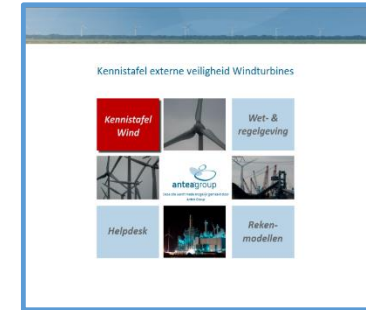 Kennistafel externe veiligheid Windturbines
Kennistafel
Wind
Wet- &
regelgeving
anteagroup
Helpdesk
Reken-
modellen